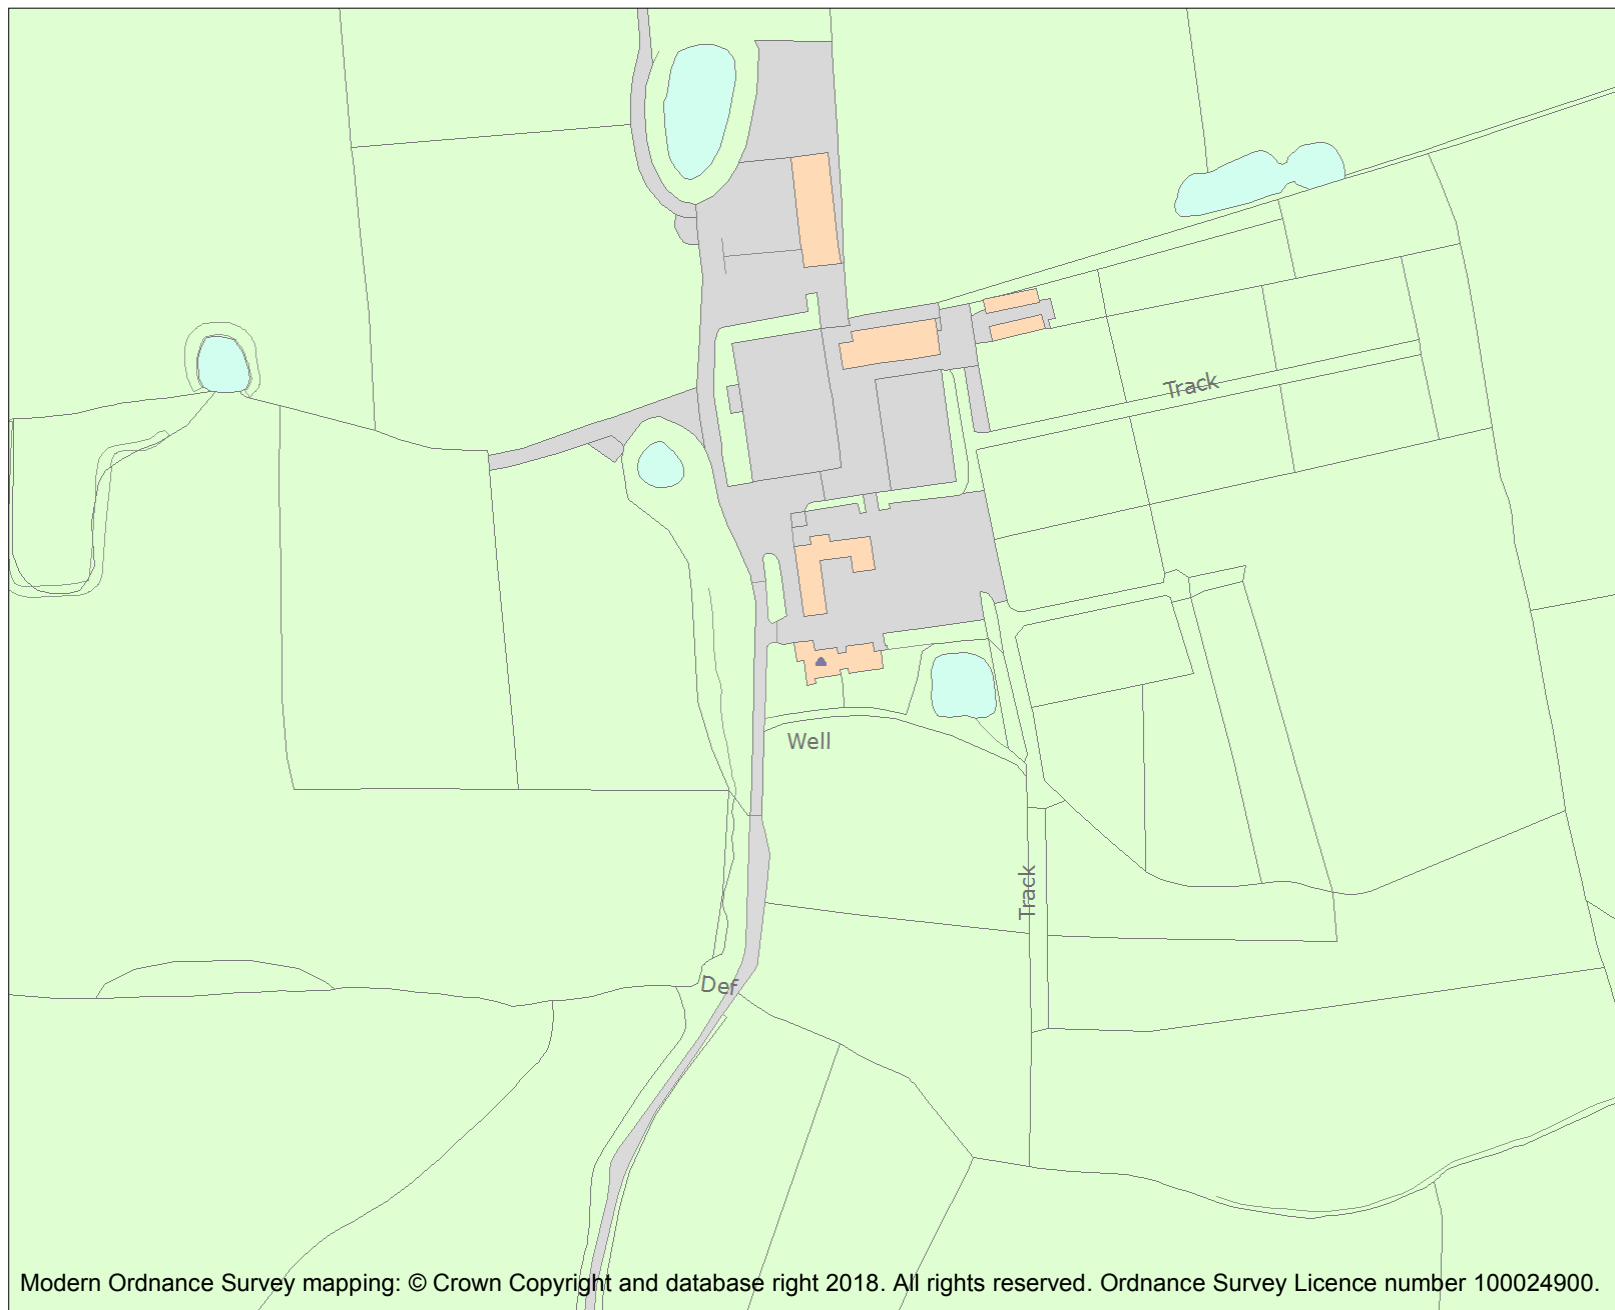 Track
Well
Track
Def
Modern Ordnance Survey mapping: © Crown Copyright and database right 2018. All rights reserved. Ordnance Survey Licence number 100024900.